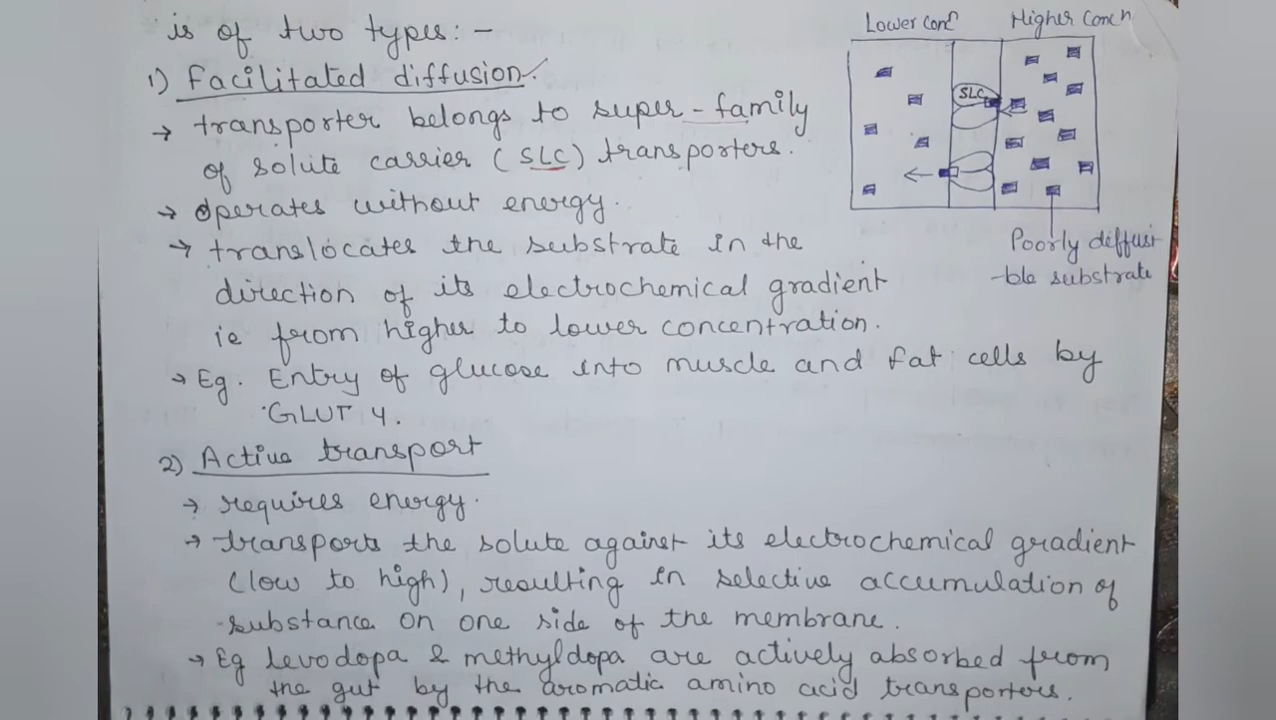 is of two types: -
1) Facilitated diffusion.
→ transporter belongs to super-family
of solute carrier (SLC) transporters.
→ Operates without energy.
→ translocates the substrate in the
direction of its electrochemical gradient
ie from higher to lower concentration.
→ Eg. Entry of glucose into muscle and fat cells by
GLUT 4.
2) Active transport
→ requires energy.
→ transports the solute against its electrochemical gradient
(low to high), resulting in selective accumulation of
substance on one side of the membrane.
→ Eg levodopa & methyldopa are actively absorbed from
the gut by the aromatic amino acid transporters.
Lower concn
Higher concn
SLC
Poorly diffusi
-ble substrate